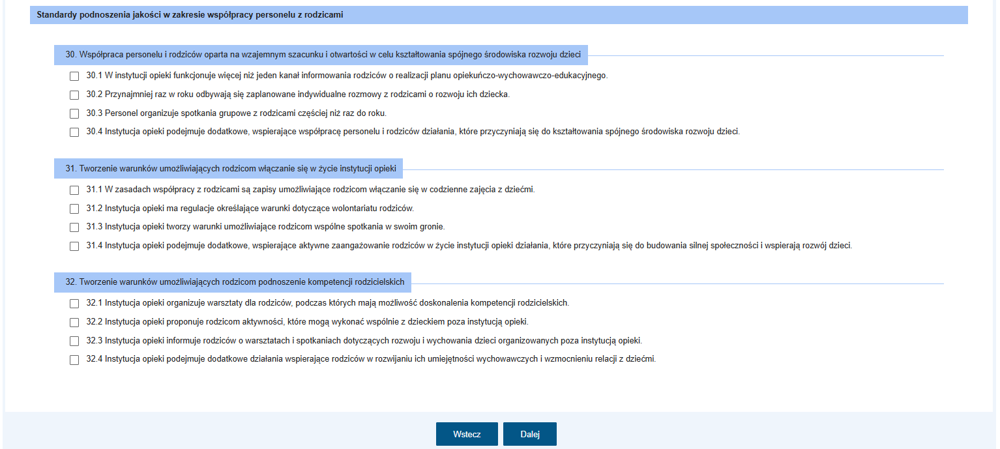 Standardy podnoszenia jakości w zakresie współpracy personelu z rodzicami
30. Współpraca personelu i rodziców oparta na wzajemnym szacunku i otwartości w celu kształtowania spójnego środowiska rozwoju dzieci
30.1 W instytucji opieki funkcjonuje więcej niż jeden kanał informowania rodziców o realizacji planu opiekuńczo-wychowawczo-edukacyjnego.
30.2 Przynajmniej raz w roku odbywają się zaplanowane indywidualne rozmowy z rodzicami o rozwoju ich dziecka.
30.3 Personel organizuje spotkania grupowe z rodzicami częściej niż raz do roku.
30.4 Instytucja opieki podejmuje dodatkowe, wspierające współpracę personelu i rodziców działania, które przyczyniają się do kształtowania spójnego środowiska rozwoju dzieci.
31. Tworzenie warunków umożliwiających rodzicom włączanie się w życie instytucji opieki
31.1 W zasadach współpracy z rodzicami są zapisy umożliwiające rodzicom włączanie się w codzienne zajęcia z dziećmi.
31.2 Instytucja opieki ma regulacje określające warunki dotyczące wolontariatu rodziców.
31.3 Instytucja opieki tworzy warunki umożliwiające rodzicom wspólne spotkania w swoim gronie.
31.4 Instytucja opieki podejmuje dodatkowe, wspierające aktywne zaangażowanie rodziców w życie instytucji opieki działania, które przyczyniają się do budowania silnej społeczności i wspierają rozwój dzieci.
32. Tworzenie warunków umożliwiających rodzicom podnoszenie kompetencji rodzicielskich
32.1 Instytucja opieki organizuje warsztaty dla rodziców, podczas których mają możliwość doskonalenia kompetencji rodzicielskich.
32.2 Instytucja opieki proponuje rodzicom aktywności, które mogą wykonać wspólnie z dzieckiem poza instytucją opieki.
32.3 Instytucja opieki informuje rodziców o warsztatach i spotkaniach dotyczących rozwoju i wychowania dzieci organizowanych poza instytucją opieki.
32.4 Instytucja opieki podejmuje dodatkowe działania wspierające rodziców w rozwijaniu ich umiejętności wychowawczych i wzmocnieniu relacji z dziećmi.
Wstecz Dalej